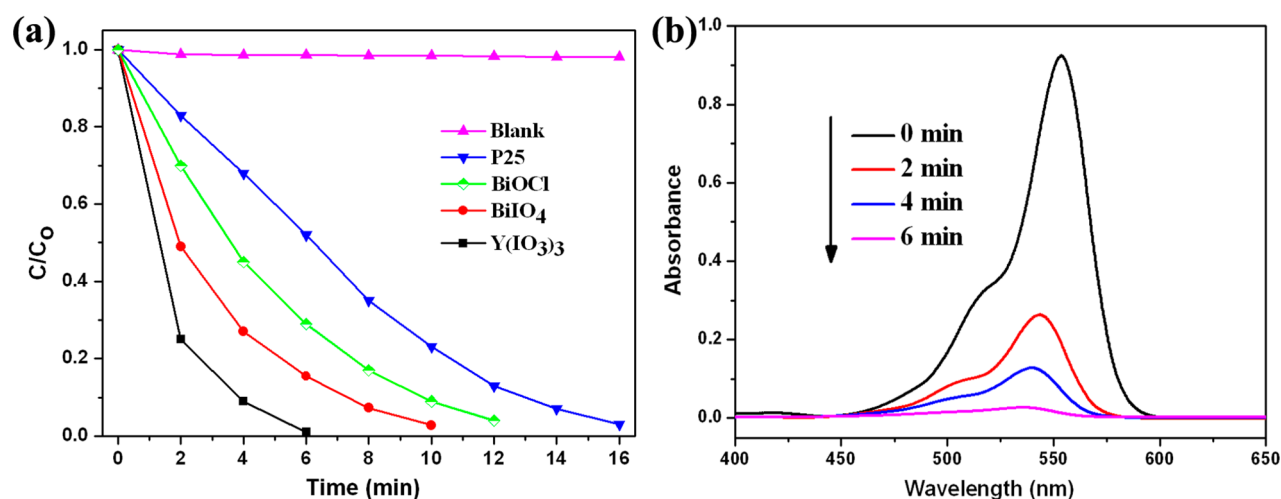 (a)
C/C₀
1.0
0.8
0.6
0.4
0.2
0.0
Blank
P25
BiOCl
BiIO₄
Y(IO₃)₃
0 2 4 6 8 10 12 14 16
Time (min)
(b)
Absorbance
1.0
0.8
0.6
0.4
0.2
0.0
0 min
2 min
4 min
6 min
400 450 500 550 600 650
Wavelength (nm)